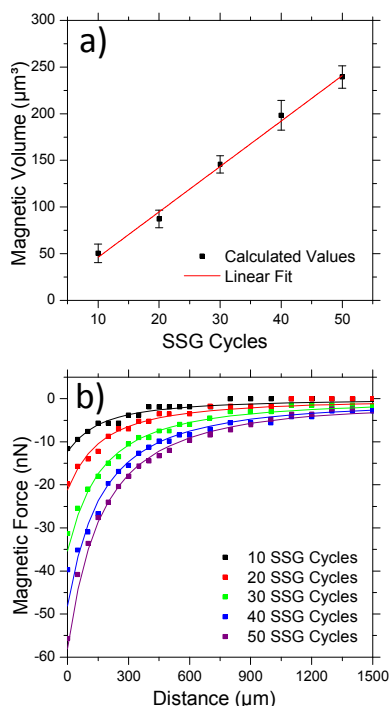 a)
300
250
200
150
100
50
0
Magnetic Volume (µm³)
Calculated Values
Linear Fit
10 20 30 40 50
SSG Cycles
b)
0
-10
-20
-30
-40
-50
-60
Magnetic Force (nN)
10 SSG Cycles
20 SSG Cycles
30 SSG Cycles
40 SSG Cycles
50 SSG Cycles
0 300 600 900 1200 1500
Distance (µm)